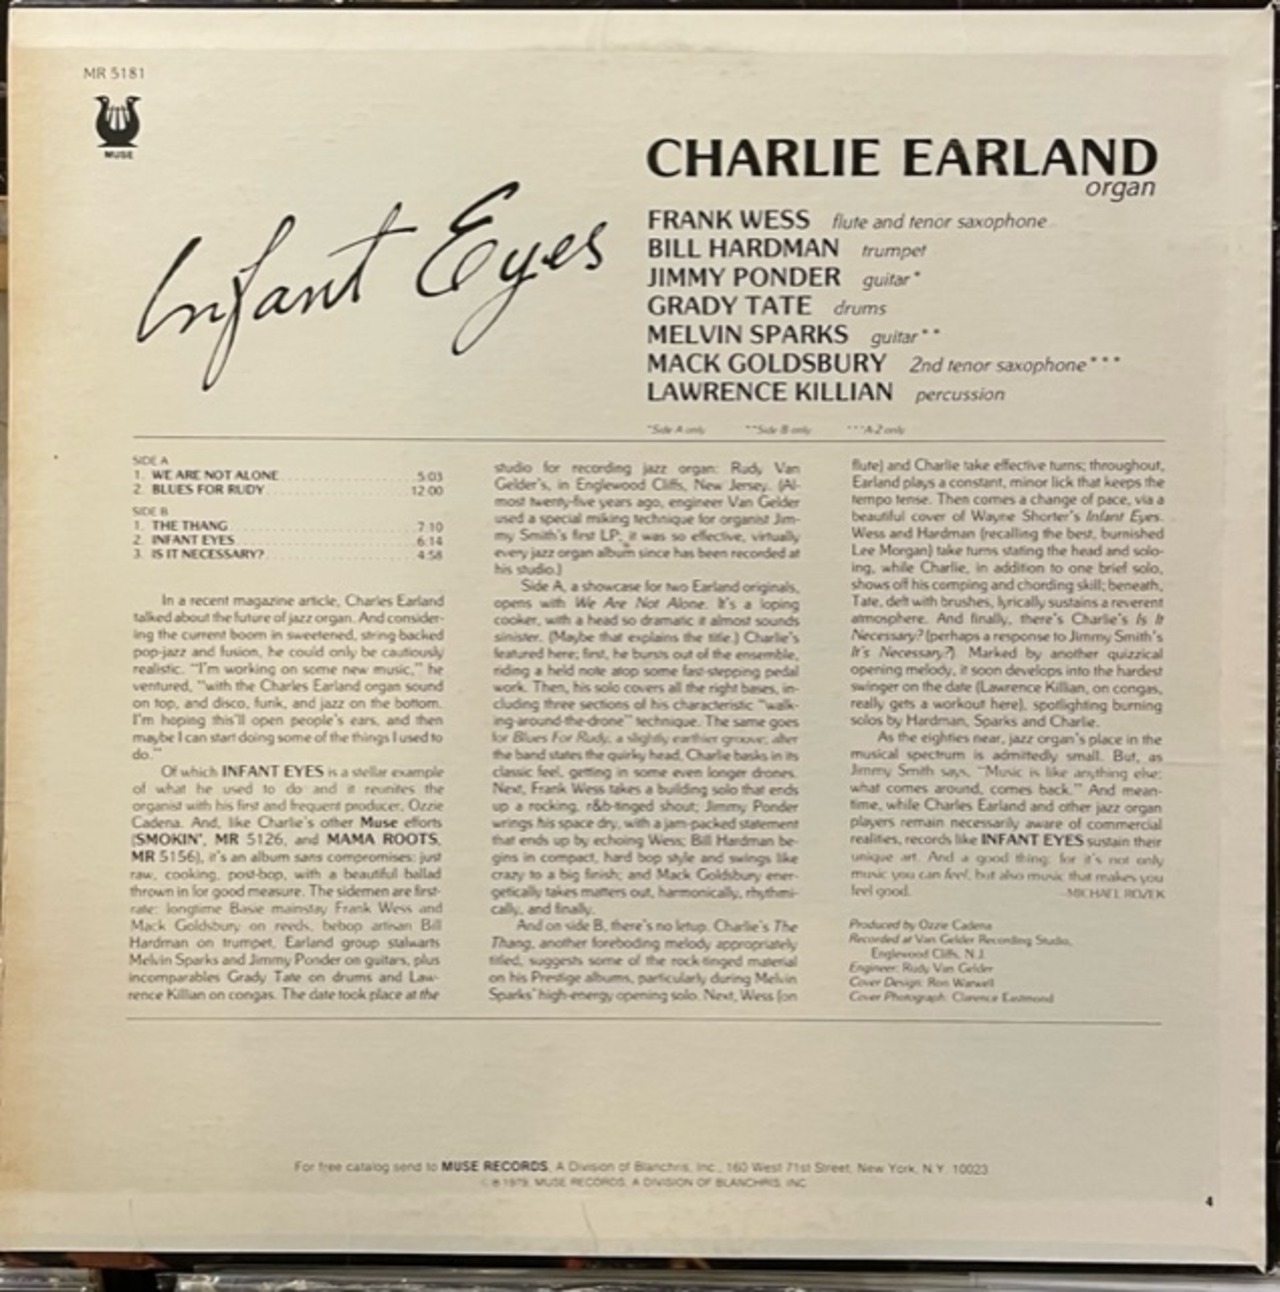 MR 5181
MUSE
Infant Eyes
CHARLIE EARLAND
organ
FRANK WESS flute and tenor saxophone
BILL HARDMAN trumpet
JIMMY PONDER guitar*
GRADY TATE drums
MELVIN SPARKS guitar**
MACK GOLDSBURY 2nd tenor saxophone***
LAWRENCE KILLIAN percussion
*Side A only **Side B only ***A-2 only
SIDE A
1. WE ARE NOT ALONE 5:03
2. BLUES FOR RUDY 12:00
SIDE B
1. THE THANG 7:10
2. INFANT EYES 6:14
3. IS IT NECESSARY? 4:58
In a recent magazine article, Charles Earland
talked about the future of jazz organ. And consider-
ing the current boom in sweetened, string-backed
pop-jazz and fusion, he could only be cautiously
realistic. "I'm working on some new music," he
ventured, "with the Charles Earland organ sound
on top, and disco, funk, and jazz on the bottom.
I'm hoping this'll open people's ears, and then
maybe I can start doing some of the things I used to
do."
Of which INFANT EYES is a stellar example
of what he used to do and it reunites the
organist with his first and frequent producer, Ozzie
Cadena. And, like Charlie's other Muse efforts
(SMOKIN', MR 5126, and MAMA ROOTS,
MR 5156), it's an album sans compromises: just
raw, cooking, post-bop, with a beautiful ballad
thrown in for good measure. The sidemen are first-
rate: longtime Basie mainstay Frank Wess and
Mack Goldsbury on reeds, bebop artisan Bill
Hardman on trumpet, Earland group stalwarts
Melvin Sparks and Jimmy Ponder on guitars, plus
incomparables Grady Tate on drums and Law-
rence Killian on congas. The date took place at the
studio for recording jazz organ: Rudy Van
Gelder's, in Englewood Cliffs, New Jersey. (Al-
most twenty-five years ago, engineer Van Gelder
used a special miking technique for organist Jim-
my Smith's first LP; it was so effective, virtually
every jazz organ album since has been recorded at
his studio.)
Side A, a showcase for two Earland originals,
opens with We Are Not Alone. It's a loping
cooker, with a head so dramatic it almost sounds
sinister. (Maybe that explains the title.) Charlie's
featured here; first, he bursts out of the ensemble,
riding a held note atop some fast-stepping pedal
work. Then, his solo covers all the right bases, in-
cluding three sections of his characteristic "walk-
ing-around-the-drone" technique. The same goes
for Blues For Rudy, a slightly earthier groove; after
the band states the quirky head, Charlie basks in its
classic feel, getting in some even longer drones.
Next, Frank Wess takes a building solo that ends
up a rocking, r&b-tinged shout; Jimmy Ponder
wrings his space dry, with a jam-packed statement
that ends up by echoing Wess; Bill Hardman be-
gins in compact, hard bop style and swings like
crazy to a big finish; and Mack Goldsbury ener-
getically takes matters out, harmonically, rhythmi-
cally, and finally.
And on side B, there's no letup. Charlie's The
Thang, another foreboding melody appropriately
titled, suggests some of the rock-tinged material
on his Prestige albums, particularly during Melvin
Sparks' high-energy opening solo. Next, Wess (on
flute) and Charlie take effective turns; throughout,
Earland plays a constant, minor lick that keeps the
tempo tense. Then comes a change of pace, via a
beautiful cover of Wayne Shorter's Infant Eyes.
Wess and Hardman (recalling the best, burnished
Lee Morgan) take turns stating the head and solo-
ing, while Charlie, in addition to one brief solo,
shows off his comping and chording skill; beneath,
Tate, deft with brushes, lyrically sustains a reverent
atmosphere. And finally, there's Charlie's Is It
Necessary? (perhaps a response to Jimmy Smith's
It's Necessary?). Marked by another quizzical
opening melody, it soon develops into the hardest
swinger on the date (Lawrence Killian, on congas,
really gets a workout here), spotlighting burning
solos by Hardman, Sparks and Charlie.
As the eighties near, jazz organ's place in the
musical spectrum is admittedly small. But, as
Jimmy Smith says, "Music is like anything else:
what comes around, comes back." And mean-
time, while Charles Earland and other jazz organ
players remain necessarily aware of commercial
realities, records like INFANT EYES sustain their
unique art. And a good thing: for it's not only
music you can feel, but also music that makes you
feel good. —MICHAEL ROZEK
Produced by Ozzie Cadena
Recorded at Van Gelder Recording Studio,
Englewood Cliffs, N.J.
Engineer: Rudy Van Gelder
Cover Design: Ron Warwell
Cover Photograph: Clarence Eastmond
For free catalog send to MUSE RECORDS, A Division of Blanchris, Inc., 160 West 71st Street, New York, N.Y. 10023
© ℗ 1979, MUSE RECORDS, A DIVISION OF BLANCHRIS, INC.
4